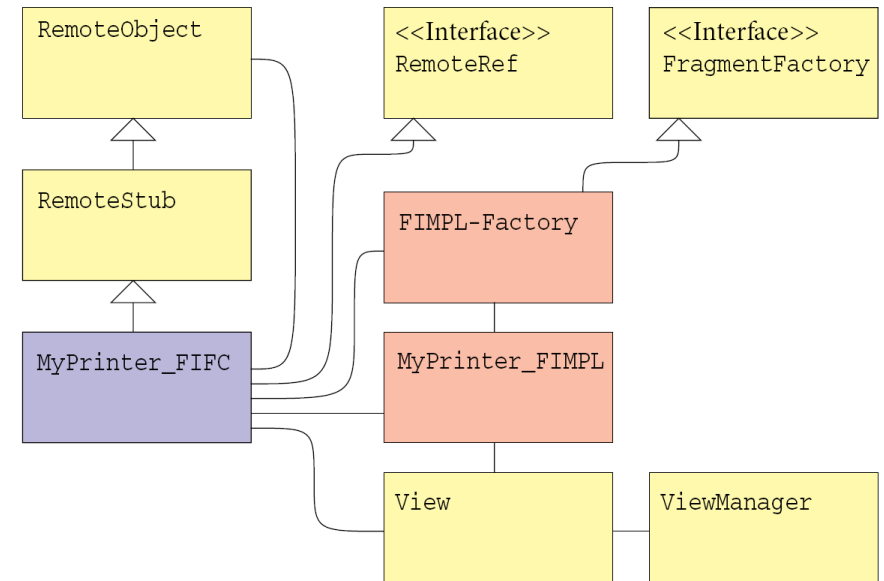 RemoteObject
<<Interface>>
RemoteRef
<<Interface>>
FragmentFactory
RemoteStub
FIMPL-Factory
MyPrinter_FIFC
MyPrinter_FIMPL
View
ViewManager